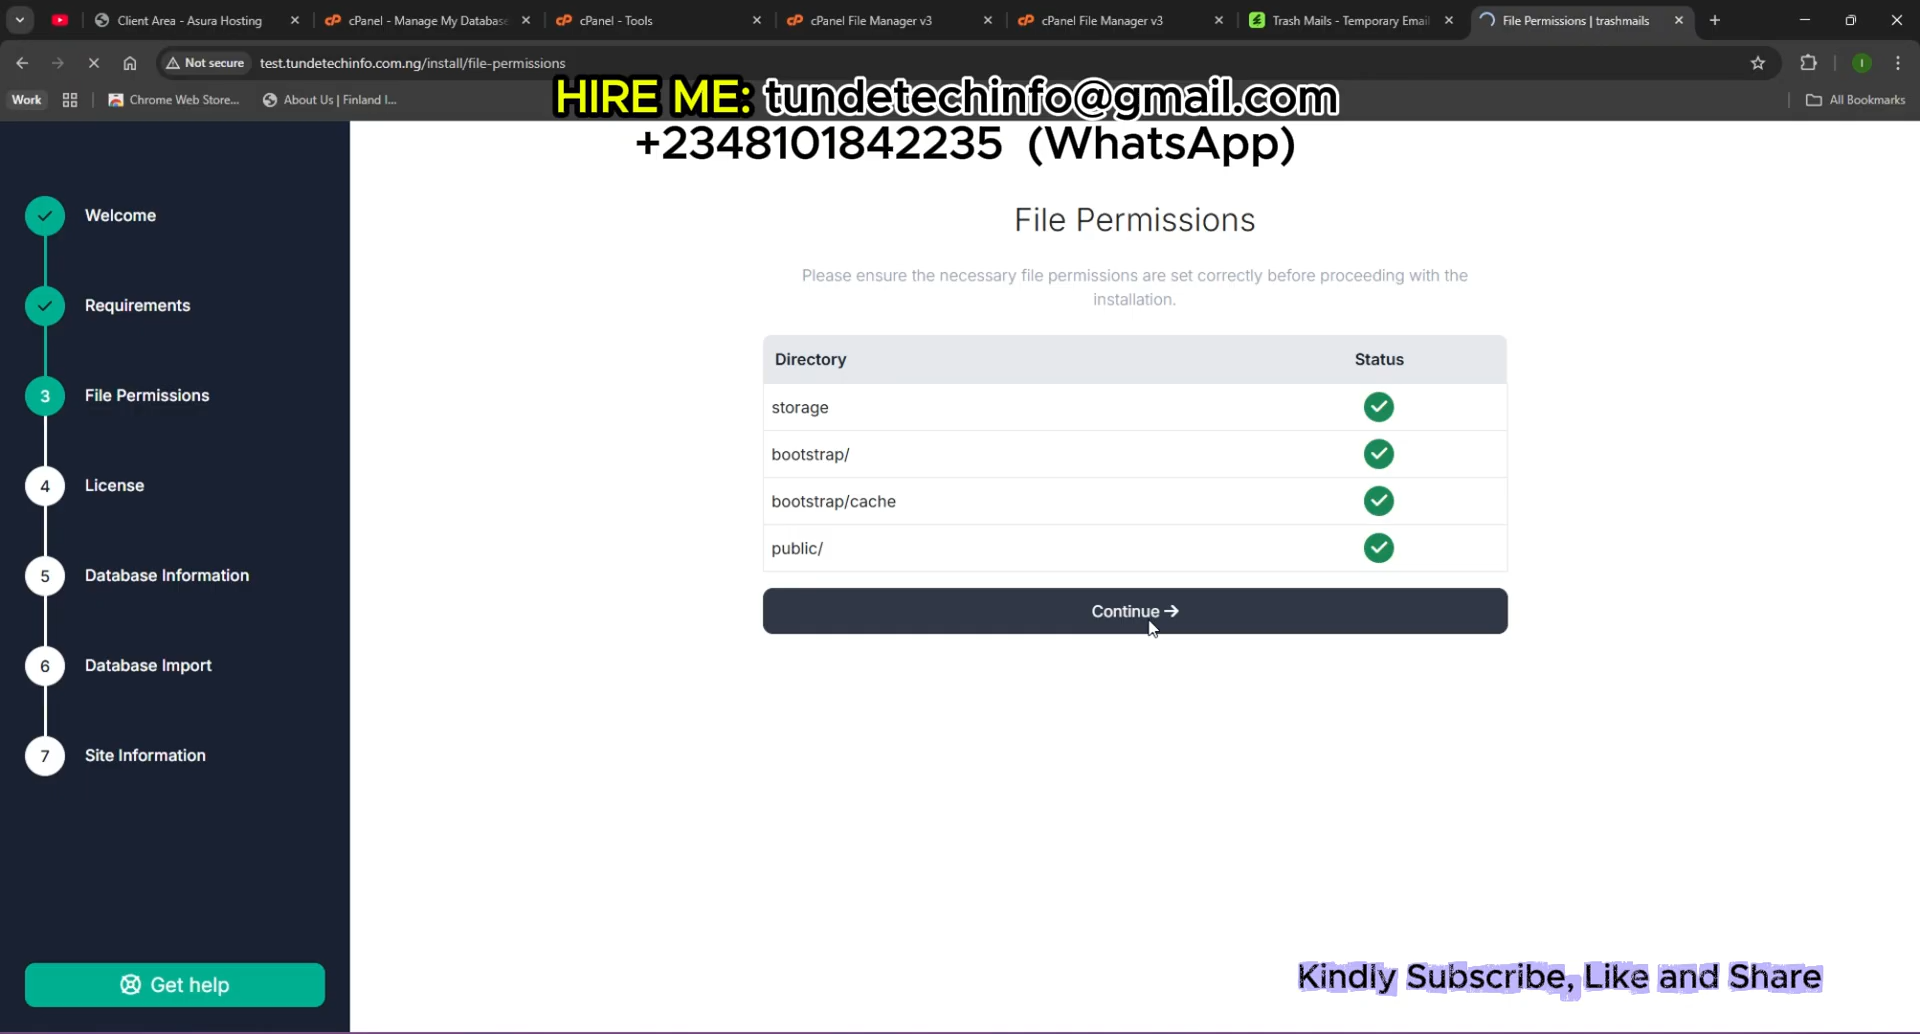 Client Area - Asura Hosting
cPanel - Manage My Database
cPanel - Tools
cPanel File Manager v3
cPanel File Manager v3
Trash Mails - Temporary Email
File Permissions | trashmails
Not secure
test.tundetechinfo.com.ng/install/file-permissions
Work
Chrome Web Store...
About Us | Finland I...
All Bookmarks
HIRE ME: tundetechinfo@gmail.com
+2348101842235 (WhatsApp)
Welcome
Requirements
3 File Permissions
4 License
5 Database Information
6 Database Import
7 Site Information
Get help
File Permissions
Please ensure the necessary file permissions are set correctly before proceeding with the
installation.
Directory Status
storage
bootstrap/
bootstrap/cache
public/
Continue →
Kindly Subscribe, Like and Share